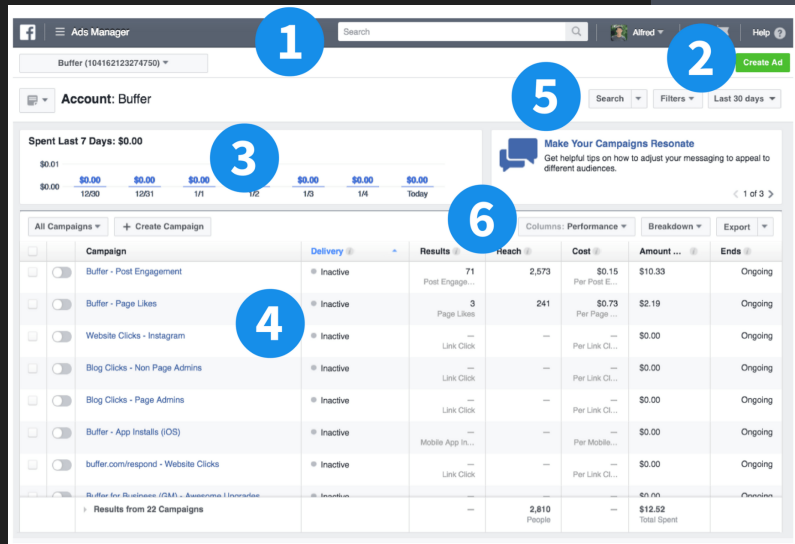 Ads Manager
Search
Alfred
Help
1
Buffer (104162123274750)
2
Create Ad
Account: Buffer
5
Search
Filters
Last 30 days
Spent Last 7 Days: $0.00
3
Make Your Campaigns Resonate
Get helpful tips on how to adjust your messaging to appeal to
different audiences.
$0.01
$0.00
$0.00 $0.00 $0.00 $0.00 $0.00 $0.00 $0.00
12/30 12/31 1/1 1/2 1/3 1/4 Today
1 of 3
6
All Campaigns
+ Create Campaign
Columns: Performance
Breakdown
Export
Campaign Delivery Results Reach Cost Amount ... Ends
Buffer - Post Engagement Inactive 71 2,573 $0.15 $10.33 Ongoing
Post Engage... Per Post E...
Buffer - Page Likes Inactive 3 241 $0.73 $2.19 Ongoing
Page Likes Per Page ...
4
Website Clicks - Instagram Inactive — — — $0.00 Ongoing
Link Click Per Link Cl...
Blog Clicks - Non Page Admins Inactive — — — $0.00 Ongoing
Link Click Per Link Cl...
Blog Clicks - Page Admins Inactive — — — $0.00 Ongoing
Link Click Per Link Cl...
Buffer - App Installs (iOS) Inactive — — — $0.00 Ongoing
Mobile App In... Per Mobile...
buffer.com/respond - Website Clicks Inactive — — — $0.00 Ongoing
Link Click Per Link Cl...
Buffer for Business (GM) - Awesome Upgrades Inactive $0.00 Ongoing
Results from 22 Campaigns — 2,810 — $12.52
People Total Spent